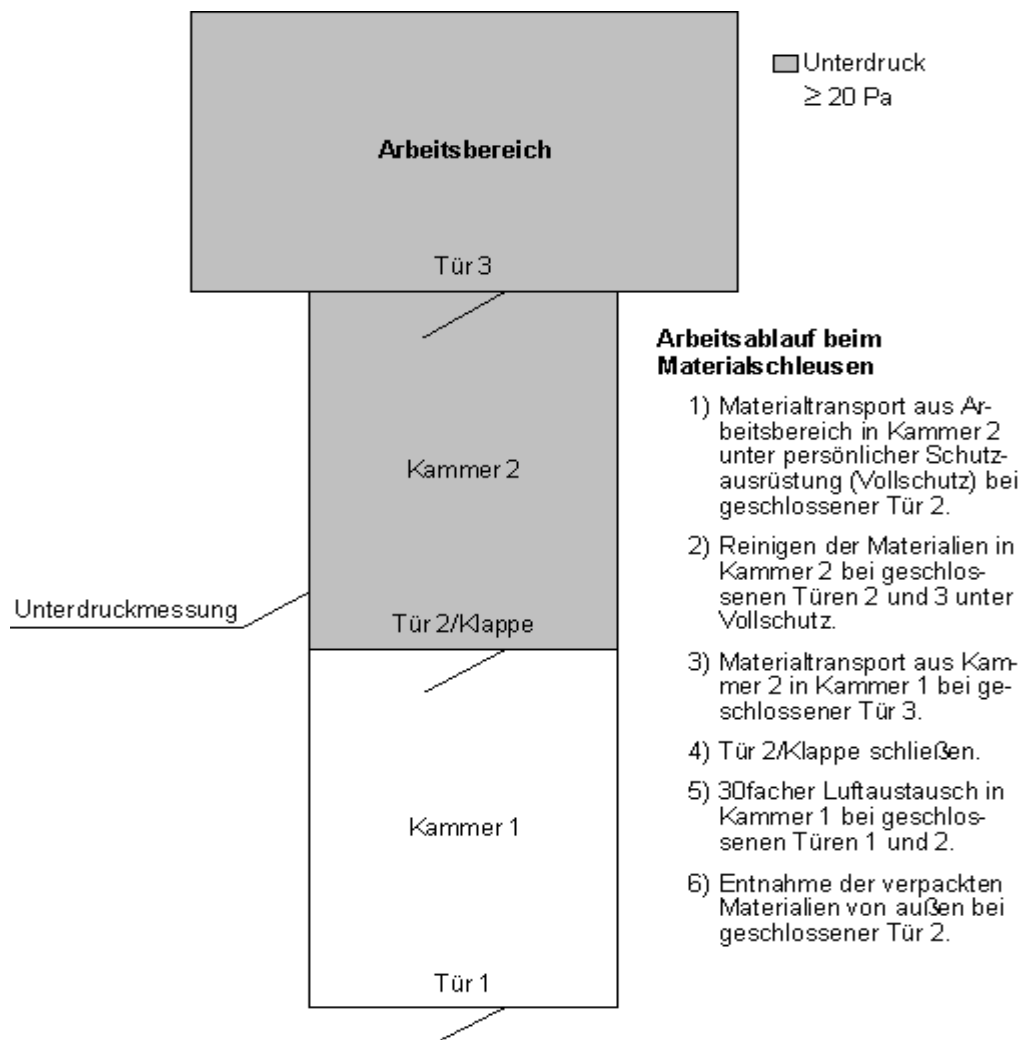 Unterdruck
≥ 20 Pa
Arbeitsbereich
Tür 3
Kammer 2
Unterdruckmessung
Tür 2/Klappe
Kammer 1
Tür 1
Arbeitsablauf beim
Materialschleusen
1) Materialtransport aus Ar-
beitsbereich in Kammer 2
unter persönlicher Schutz-
ausrüstung (Vollschutz) bei
geschlossener Tür 2.
2) Reinigen der Materialien in
Kammer 2 bei geschlos-
senen Türen 2 und 3 unter
Vollschutz.
3) Materialtransport aus Kam-
mer 2 in Kammer 1 bei ge-
schlossener Tür 3.
4) Tür 2/Klappe schließen.
5) 30facher Luftaustausch in
Kammer 1 bei geschlos-
senen Türen 1 und 2.
6) Entnahme der verpackten
Materialien von außen bei
geschlossener Tür 2.